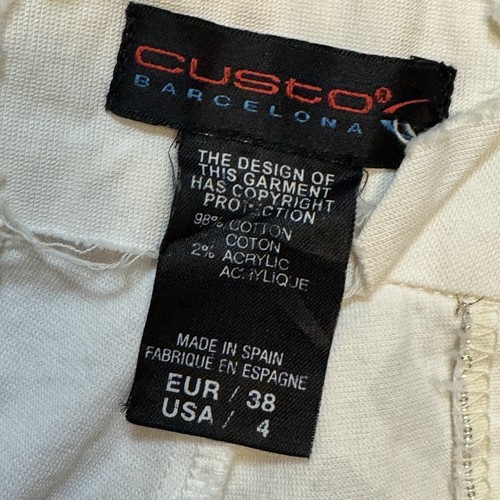 custo®
BARCELONA
THE DESIGN OF
THIS GARMENT
HAS COPYRIGHT
PROTECTION
98% COTTON
COTON
2% ACRYLIC
ACRYLIQUE
MADE IN SPAIN
FABRIQUE EN ESPAGNE
EUR / 38
USA / 4